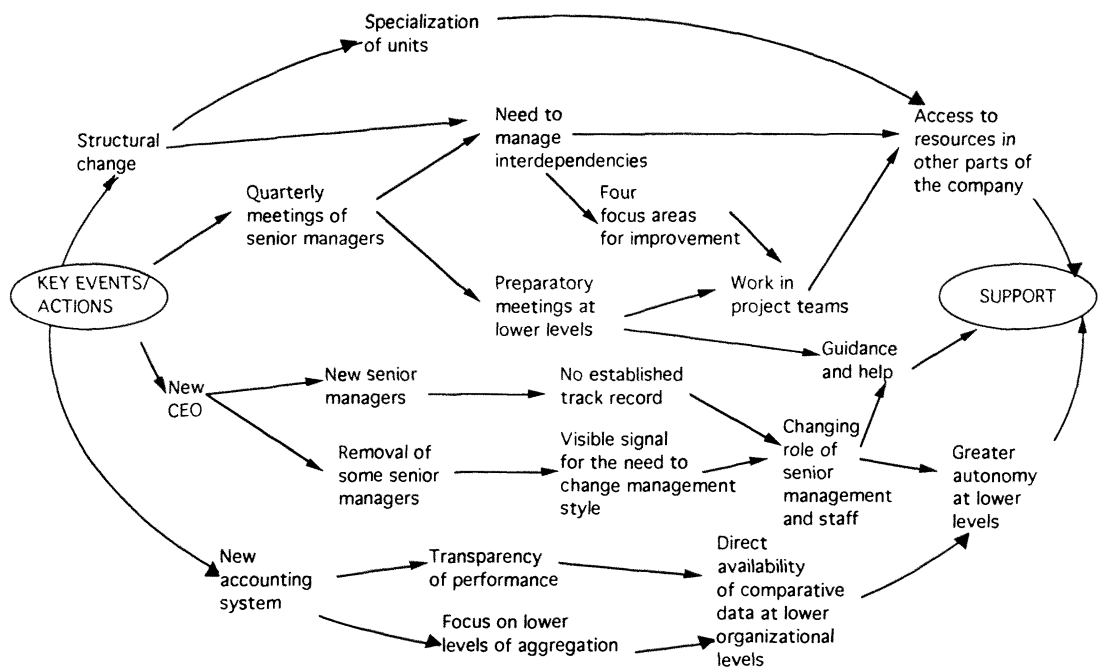 Specialization
of units
Structural
change
Need to
manage
interdependencies
Access to
resources in
other parts of
the company
Quarterly
meetings of
senior managers
Four
focus areas
for improvement
KEY EVENTS/
ACTIONS
Preparatory
meetings at
lower levels
Work in
project teams
SUPPORT
Guidance
and help
New
CEO
New senior
managers
No established
track record
Removal of
some senior
managers
Visible signal
for the need to
change management
style
Changing
role of
senior
management
and staff
Greater
autonomy
at lower
levels
New
accounting
system
Transparency
of performance
Focus on lower
levels of aggregation
Direct
availability
of comparative
data at lower
organizational
levels